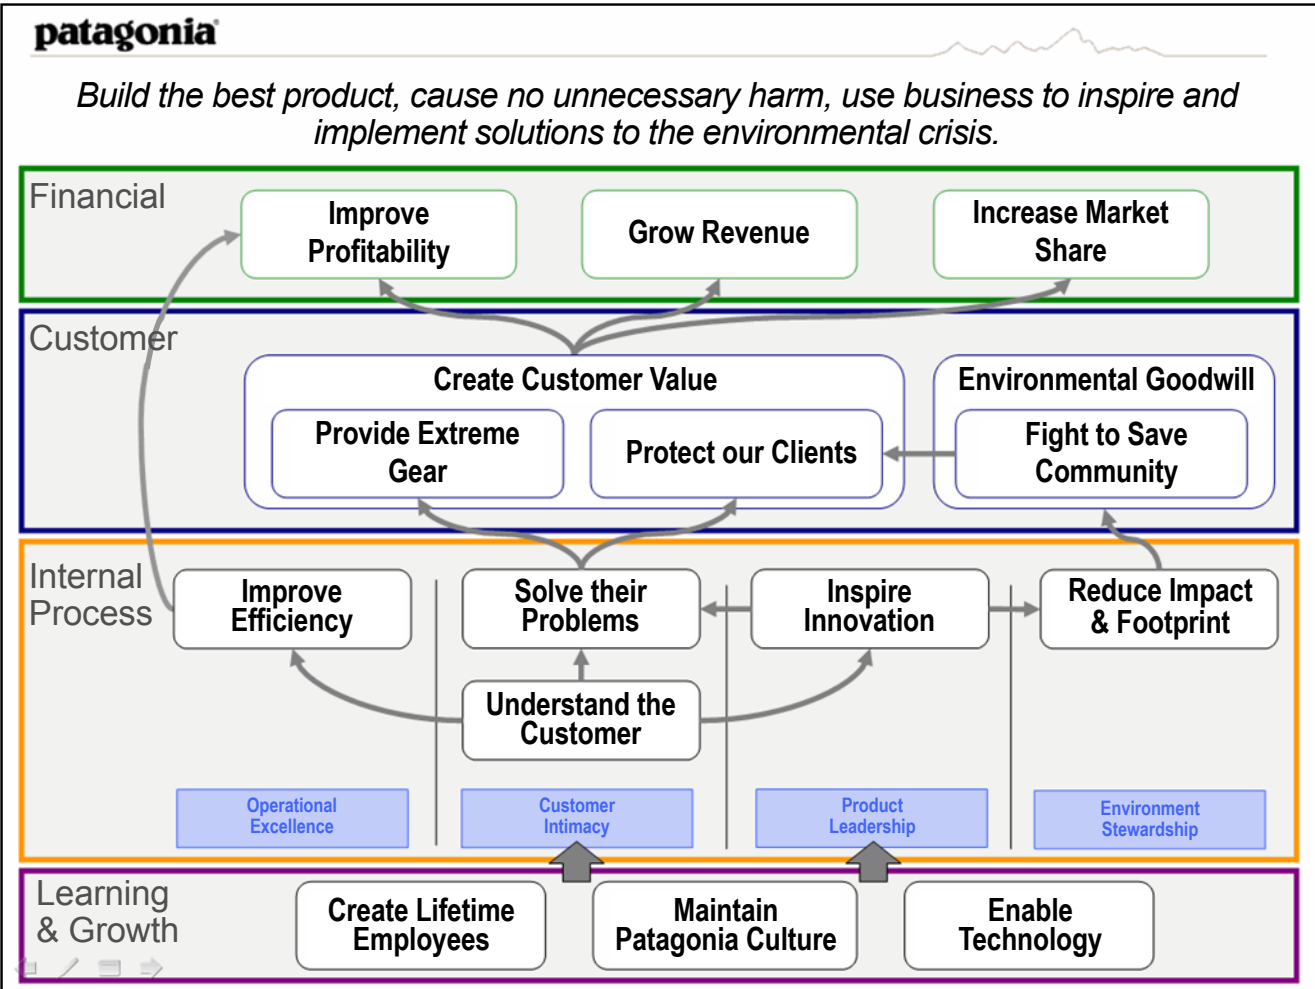 patagonia®
Build the best product, cause no unnecessary harm, use business to inspire and
implement solutions to the environmental crisis.
Financial
Improve
Profitability
Grow Revenue
Increase Market
Share
Customer
Create Customer Value
Provide Extreme
Gear
Protect our Clients
Environmental Goodwill
Fight to Save
Community
Internal
Process
Improve
Efficiency
Solve their
Problems
Inspire
Innovation
Reduce Impact
& Footprint
Understand the
Customer
Operational
Excellence
Customer
Intimacy
Product
Leadership
Environment
Stewardship
Learning
& Growth
Create Lifetime
Employees
Maintain
Patagonia Culture
Enable
Technology